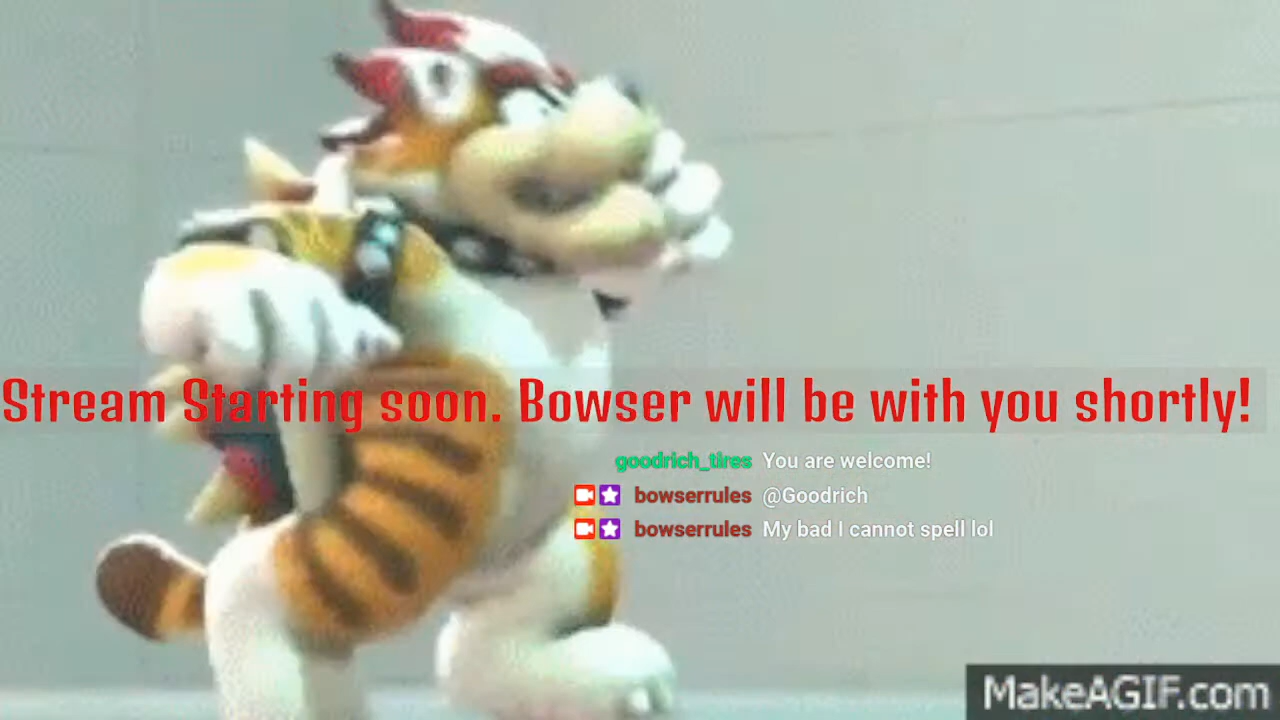 Stream Starting soon. Bowser will be with you shortly!
goodrich_tires You are welcome!
bowserrules @Goodrich
bowserrules My bad I cannot spell lol
MakeAGIF.com